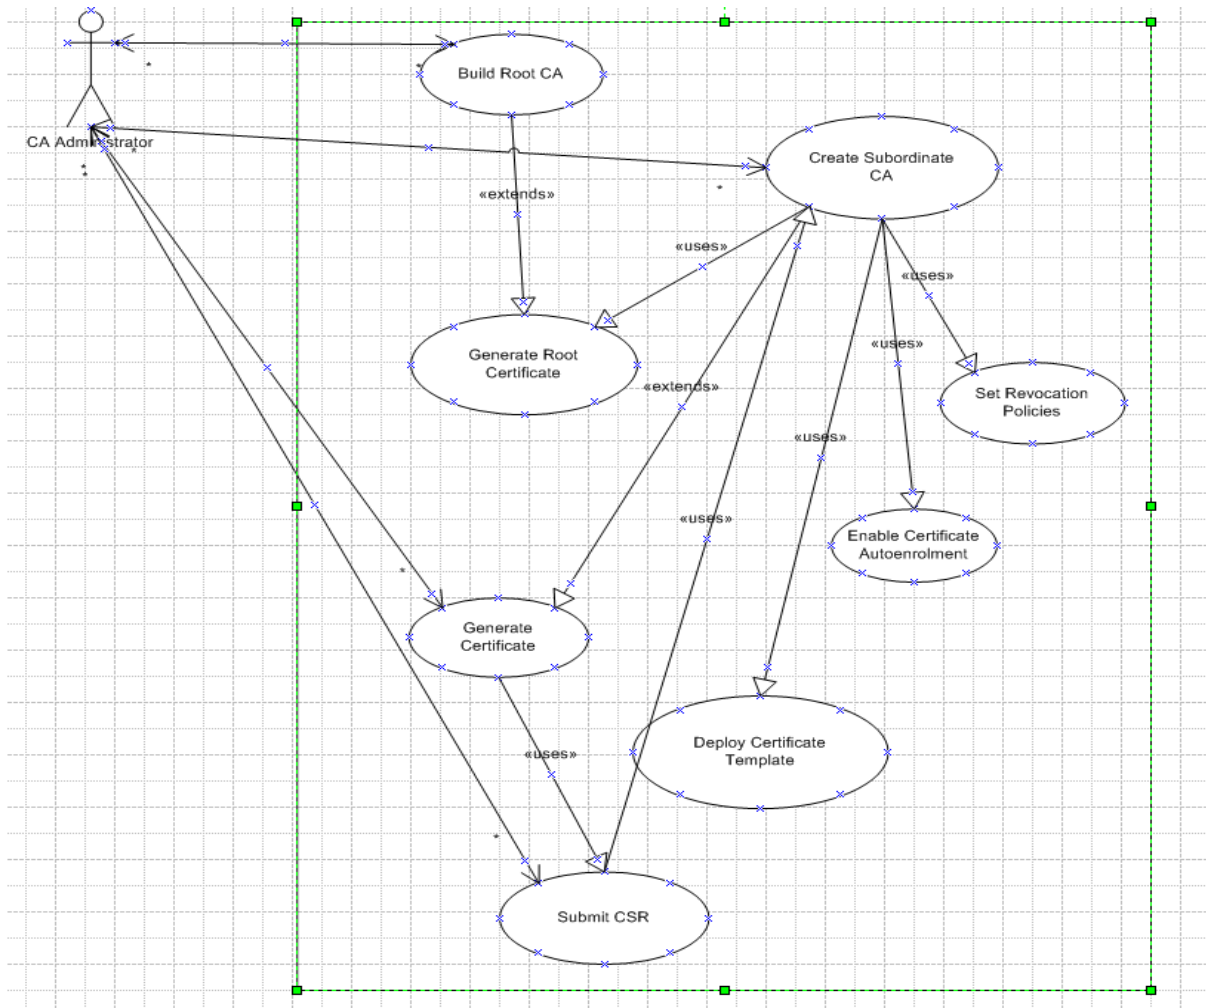 Build Root CA
*
*
CA Administrator
*
*
*
Create Subordinate
CA
*
«extends»
«uses»
«uses»
«uses»
Generate Root
Certificate
«extends»
Set Revocation
Policies
«uses»
«uses»
Enable Certificate
Autoenrolment
*
Generate
Certificate
«uses»
Deploy Certificate
Template
*
Submit CSR